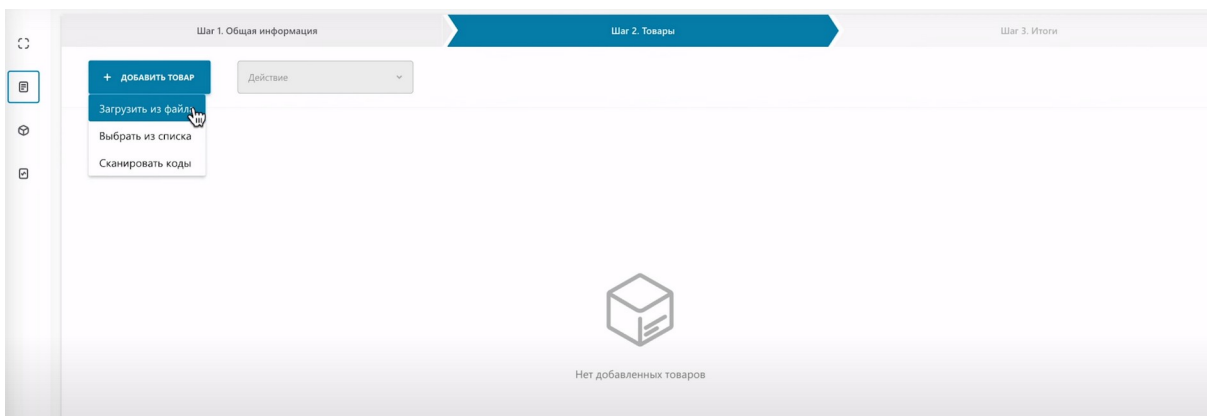 Шаг 1. Общая информация
Шаг 2. Товары
Шаг 3. Итоги
+ ДОБАВИТЬ ТОВАР
Действие
Загрузить из файла
Выбрать из списка
Сканировать коды
Нет добавленных товаров